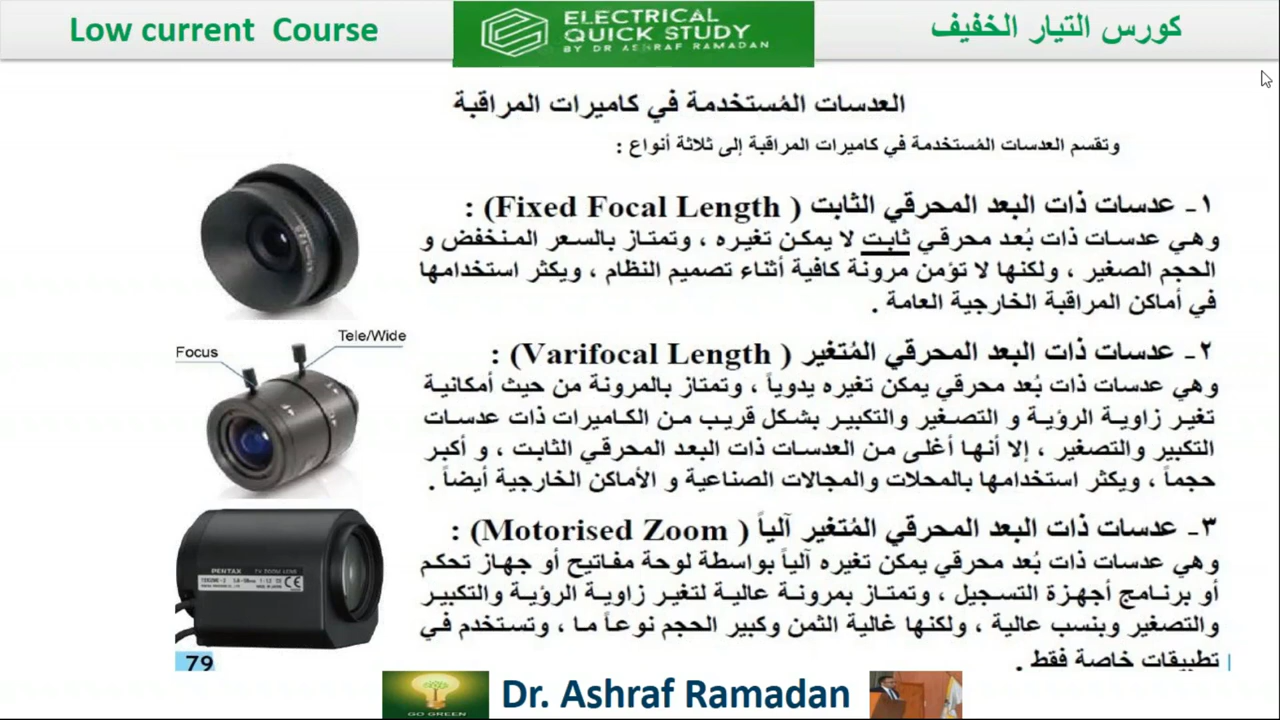 Low current Course
ELECTRICAL
QUICK STUDY
BY DR ASHRAF RAMADAN
كورس التيار الخفيف
العدسات المُستخدمة في كاميرات المراقبة
وتقسم العدسات المُستخدمة في كاميرات المراقبة إلى ثلاثة أنواع :
١- عدسات ذات البعد المحرقي الثابت ( Fixed Focal Length) :
وهي عدسات ذات بُعد محرقي ثابت لا يمكن تغيره ، وتمتاز بالسعر المنخفض و
الحجم الصغير ، ولكنها لا تؤمن مرونة كافية أثناء تصميم النظام ، ويكثر استخدامها
في أماكن المراقبة الخارجية العامة .
Tele/Wide
Focus
٢- عدسات ذات البعد المحرقي المُتغير ( Varifocal Length) :
وهي عدسات ذات بُعد محرقي يمكن تغيره يدوياً ، وتمتاز بالمرونة من حيث أمكانية
تغير زاوية الرؤية و التصغير والتكبير بشكل قريب من الكاميرات ذات عدسات
التكبير والتصغير ، إلا أنها أغلى من العدسات ذات البعد المحرقي الثابت ، و أكبر
حجماً ، ويكثر استخدامها بالمحلات والمجالات الصناعية و الأماكن الخارجية أيضاً .
٣- عدسات ذات البعد المحرقي المُتغير آلياً ( Motorised Zoom) :
وهي عدسات ذات بُعد محرقي يمكن تغيره آلياً بواسطة لوحة مفاتيح أو جهاز تحكم
أو برنامج أجهزة التسجيل ، وتمتاز بمرونة عالية لتغير زاوية الرؤية والتكبير
والتصغير وبنسب عالية ، ولكنها غالية الثمن وكبير الحجم نوعاً ما ، وتستخدم في
تطبيقات خاصة فقط .
PENTAX TV ZOOM LENS
CE
79
GO GREEN
Dr. Ashraf Ramadan